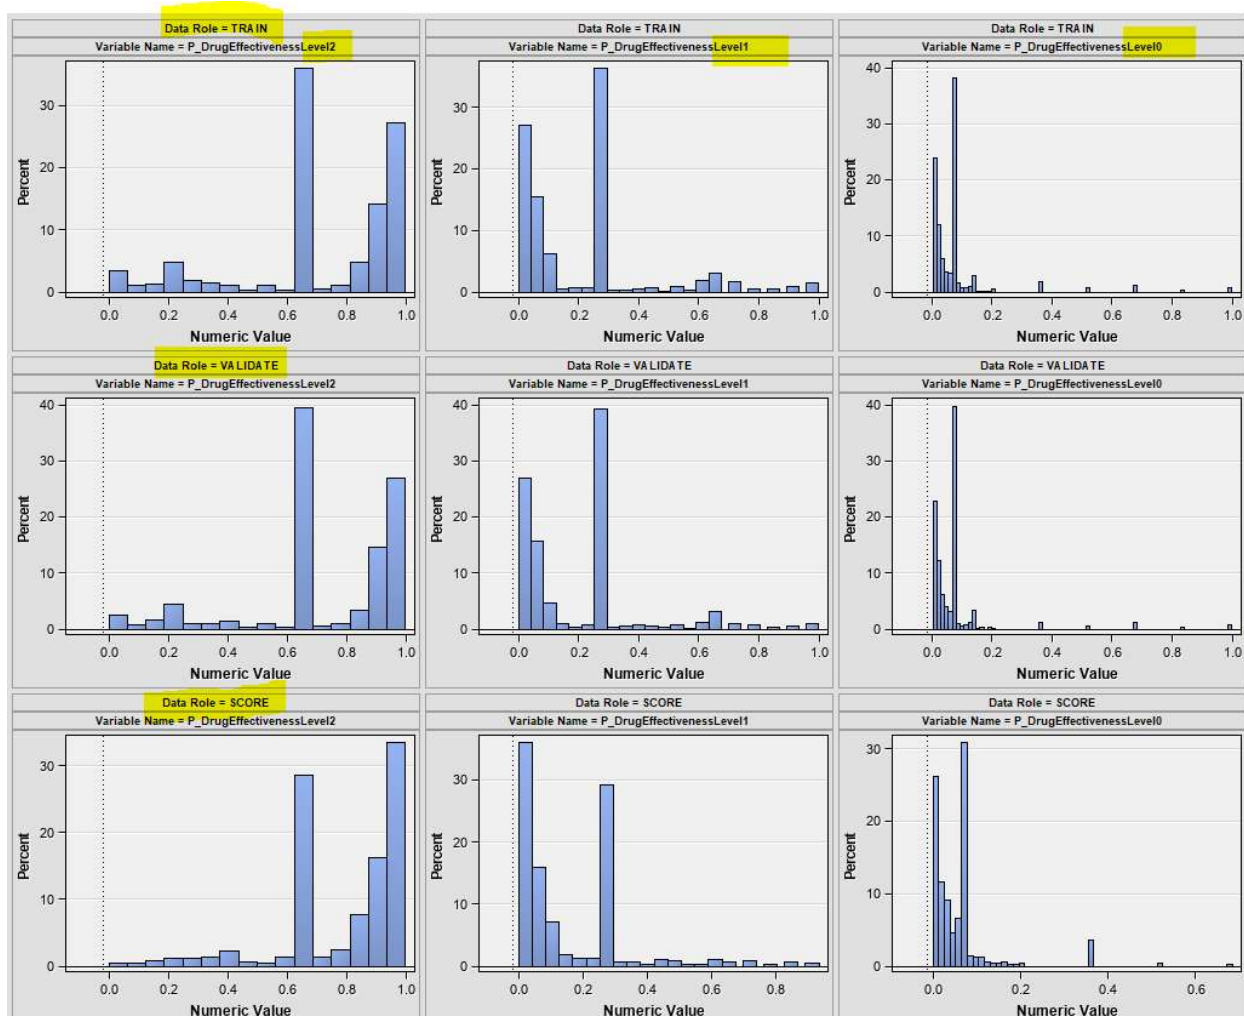 Data Role = TRAIN
Variable Name = P_DrugEffectivenessLevel2
Percent
30
20
10
0
0.0 0.2 0.4 0.6 0.8 1.0
Numeric Value
Data Role = TRAIN
Variable Name = P_DrugEffectivenessLevel1
Percent
30
20
10
0
0.0 0.2 0.4 0.6 0.8 1.0
Numeric Value
Data Role = TRAIN
Variable Name = P_DrugEffectivenessLevel0
Percent
40
30
20
10
0
0.0 0.2 0.4 0.6 0.8 1.0
Numeric Value
Data Role = VALIDATE
Variable Name = P_DrugEffectivenessLevel2
Percent
40
30
20
10
0
0.0 0.2 0.4 0.6 0.8 1.0
Numeric Value
Data Role = VALIDATE
Variable Name = P_DrugEffectivenessLevel1
Percent
40
30
20
10
0
0.0 0.2 0.4 0.6 0.8 1.0
Numeric Value
Data Role = VALIDATE
Variable Name = P_DrugEffectivenessLevel0
Percent
40
30
20
10
0
0.0 0.2 0.4 0.6 0.8 1.0
Numeric Value
Data Role = SCORE
Variable Name = P_DrugEffectivenessLevel2
Percent
30
20
10
0
0.0 0.2 0.4 0.6 0.8 1.0
Numeric Value
Data Role = SCORE
Variable Name = P_DrugEffectivenessLevel1
Percent
30
20
10
0
0.0 0.2 0.4 0.6 0.8
Numeric Value
Data Role = SCORE
Variable Name = P_DrugEffectivenessLevel0
Percent
30
20
10
0
0.0 0.2 0.4 0.6
Numeric Value